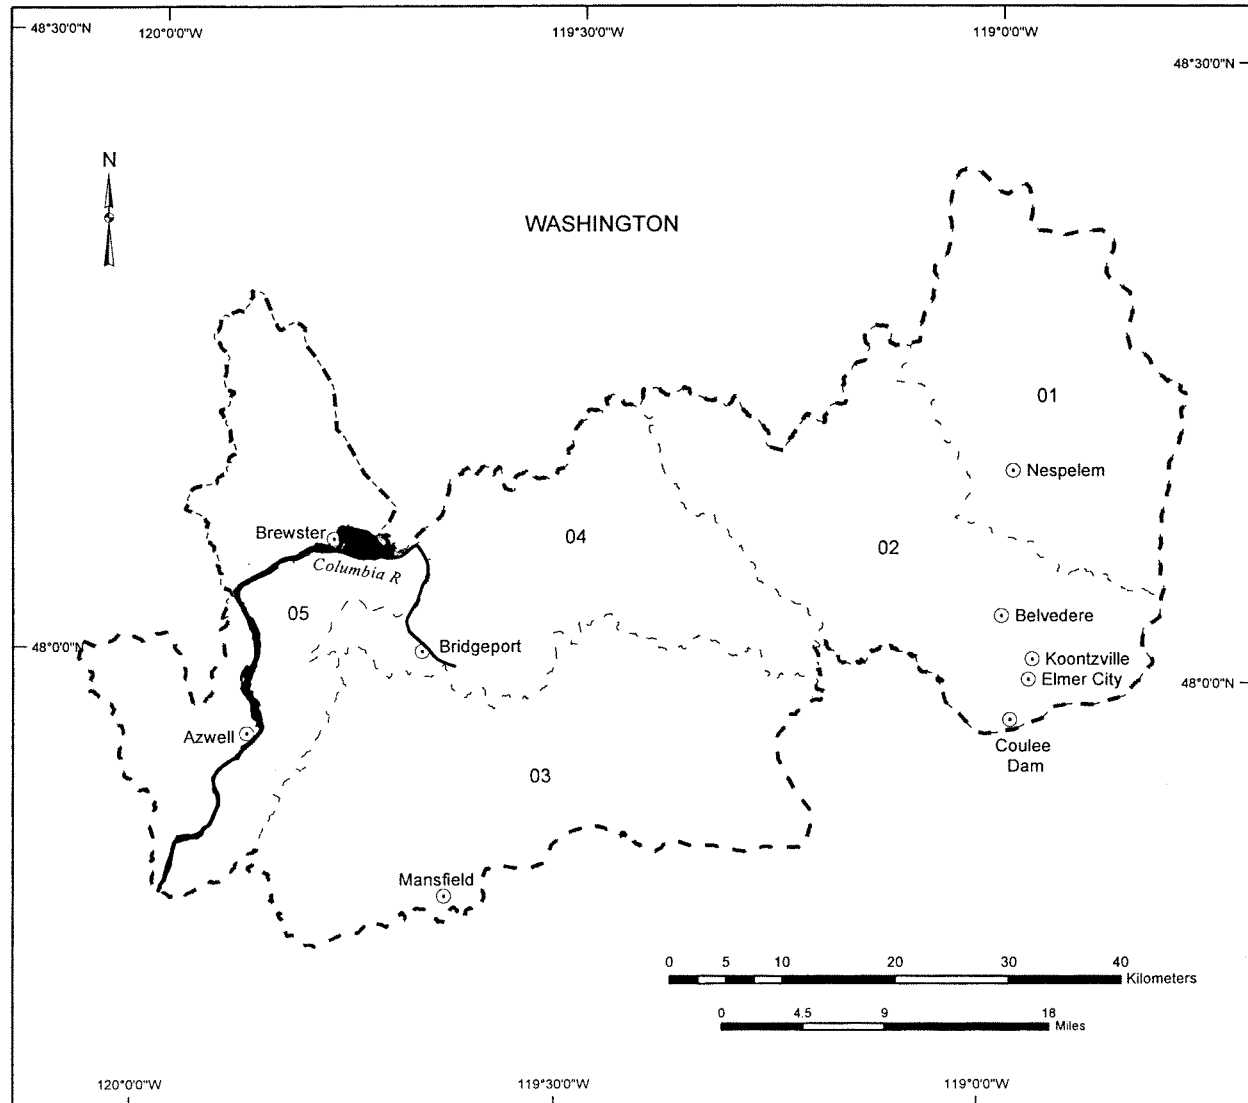 48°30'0"N
120°0'0"W
119°30'0"W
119°0'0"W
48°30'0"N
N
WASHINGTON
01
Nespelem
Brewster
04
02
Columbia R
05
Belvedere
48°0'0"N
Bridgeport
Koontzville
Elmer City
48°0'0"N
Azwell
Coulee
Dam
03
Mansfield
0 5 10 20 30 40
Kilometers
0 4.5 9 18
Miles
120°0'0"W
119°30'0"W
119°0'0"W